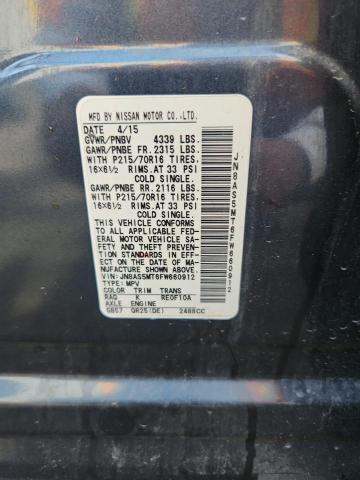 MFD BY NISSAN MOTOR CO.,LTD.
DATE 4/15
GVWR/PNBV 4339 LBS.
GAWR/PNBE FR. 2315 LBS.
WITH P215/70R16 TIRES,
16X6½ RIMS.AT 33 PSI
COLD SINGLE.
GAWR/PNBE RR. 2116 LBS.
WITH P215/70R16 TIRES,
16X6½ RIMS.AT 33 PSI
COLD SINGLE.
THIS VEHICLE CONFORMS
TO ALL APPLICABLE FED-
ERAL MOTOR VEHICLE SA-
FETY AND THEFT PREVENTI-
ON STANDARDS IN EFF-
ECT ON THE DATE OF MA-
NUFACTURE SHOWN ABOVE.
VIN: JN8AS5MT6FW660912
TYPE: MPV
COLOR TRIM TRANS
RAQ K RE0F10A
AXLE ENGINE
GB57 QR25(DE) 2488CC
JN8AS5MT6FW660912